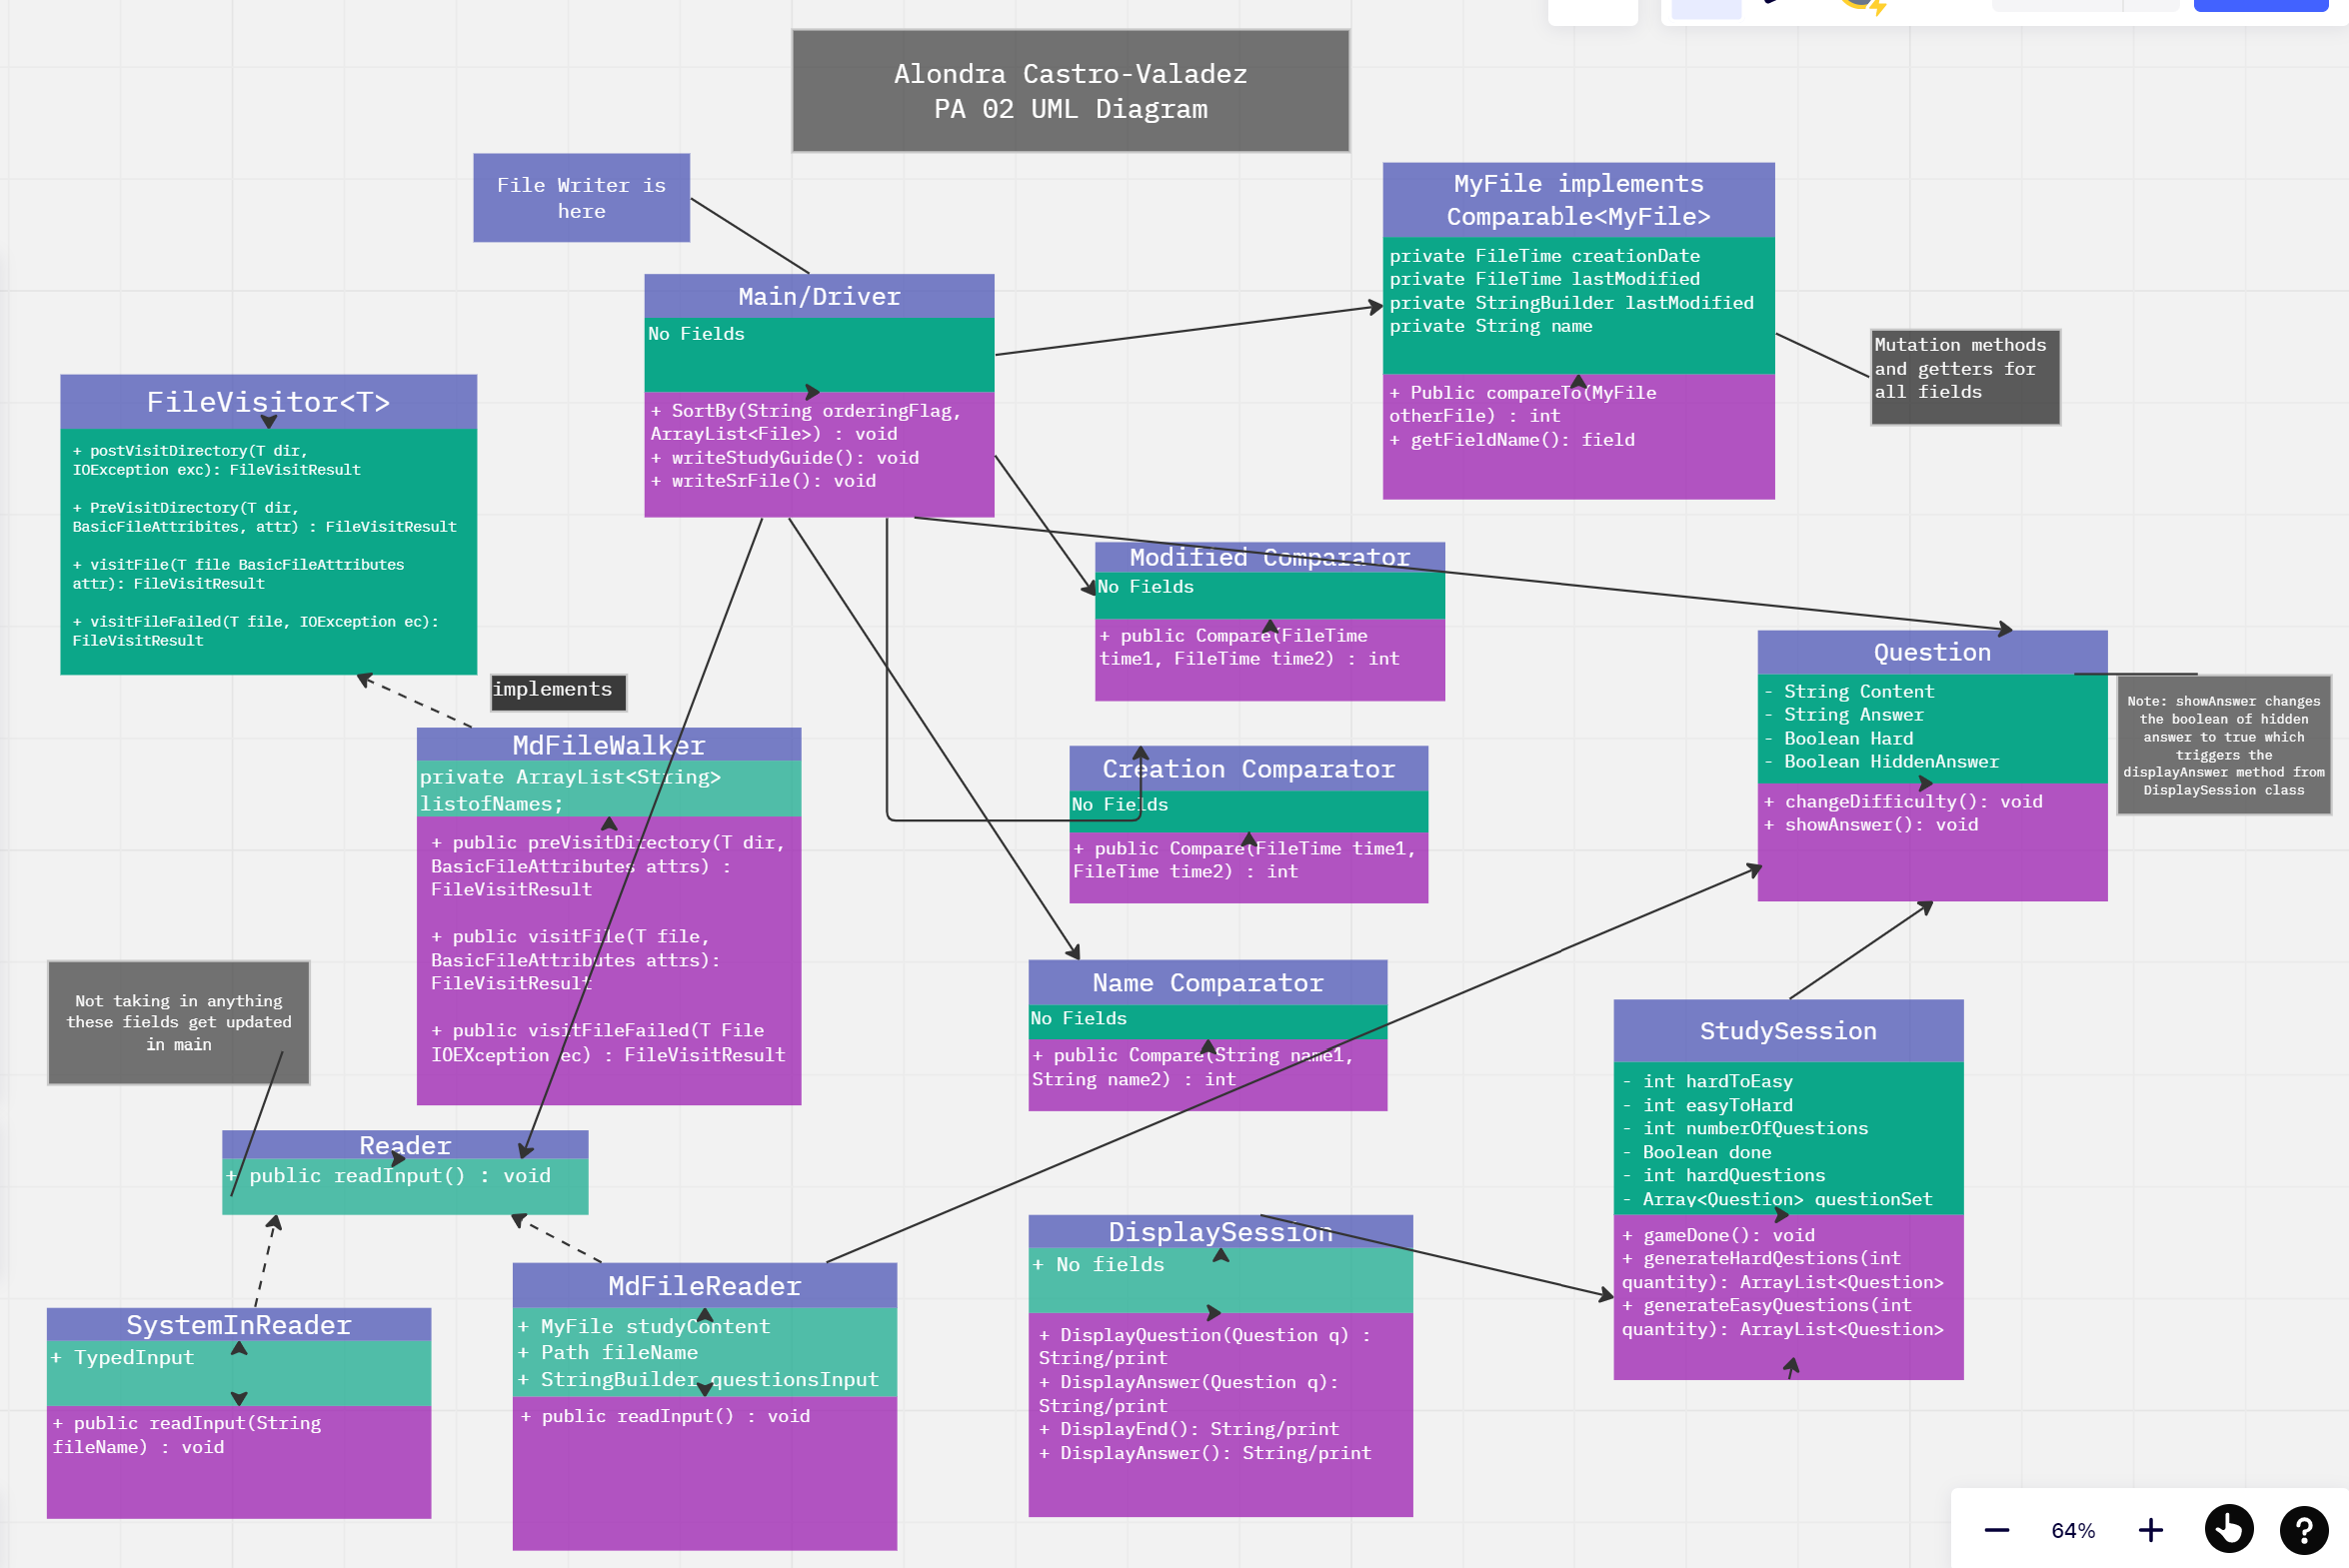 Alondra Castro-Valadez
PA 02 UML Diagram
File Writer is
here
MyFile implements
Comparable<MyFile>
private FileTime creationDate
private FileTime lastModified
private StringBuilder lastModified
private String name
+ Public compareTo(MyFile
otherFile) : int
+ getFieldName(): field
Mutation methods
and getters for
all fields
Main/Driver
No Fields
+ SortBy(String orderingFlag,
ArrayList<File>) : void
+ writeStudyGuide(): void
+ writeSrFile(): void
FileVisitor<T>
+ postVisitDirectory(T dir,
IOException exc): FileVisitResult
+ PreVisitDirectory(T dir,
BasicFileAttribites, attr) : FileVisitResult
+ visitFile(T file BasicFileAttributes
attr): FileVisitResult
+ visitFileFailed(T file, IOException ec):
FileVisitResult
implements
Modified Comparator
No Fields
+ public Compare(FileTime
time1, FileTime time2) : int
Question
- String Content
- String Answer
- Boolean Hard
- Boolean HiddenAnswer
+ changeDifficulty(): void
+ showAnswer(): void
Note: showAnswer changes
the boolean of hidden
answer to true which
triggers the
displayAnswer method from
DisplaySession class
MdFileWalker
private ArrayList<String>
listofNames;
+ public preVisitDirectory(T dir,
BasicFileAttributes attrs) :
FileVisitResult
+ public visitFile(T file,
BasicFileAttributes attrs):
FileVisitResult
+ public visitFileFailed(T File
IOEXception ec) : FileVisitResult
Creation Comparator
No Fields
+ public Compare(FileTime time1,
FileTime time2) : int
Name Comparator
No Fields
+ public Compare(String name1,
String name2) : int
Not taking in anything
these fields get updated
in main
Reader
+ public readInput() : void
StudySession
- int hardToEasy
- int easyToHard
- int numberOfQuestions
- Boolean done
- int hardQuestions
- Array<Question> questionSet
+ gameDone(): void
+ generateHardQestions(int
quantity): ArrayList<Question>
+ generateEasyQuestions(int
quantity): ArrayList<Question>
SystemInReader
+ TypedInput
+ public readInput(String
fileName) : void
MdFileReader
+ MyFile studyContent
+ Path fileName
+ StringBuilder questionsInput
+ public readInput() : void
DisplaySession
+ No fields
+ DisplayQuestion(Question q) :
String/print
+ DisplayAnswer(Question q):
String/print
+ DisplayEnd(): String/print
+ DisplayAnswer(): String/print
64%